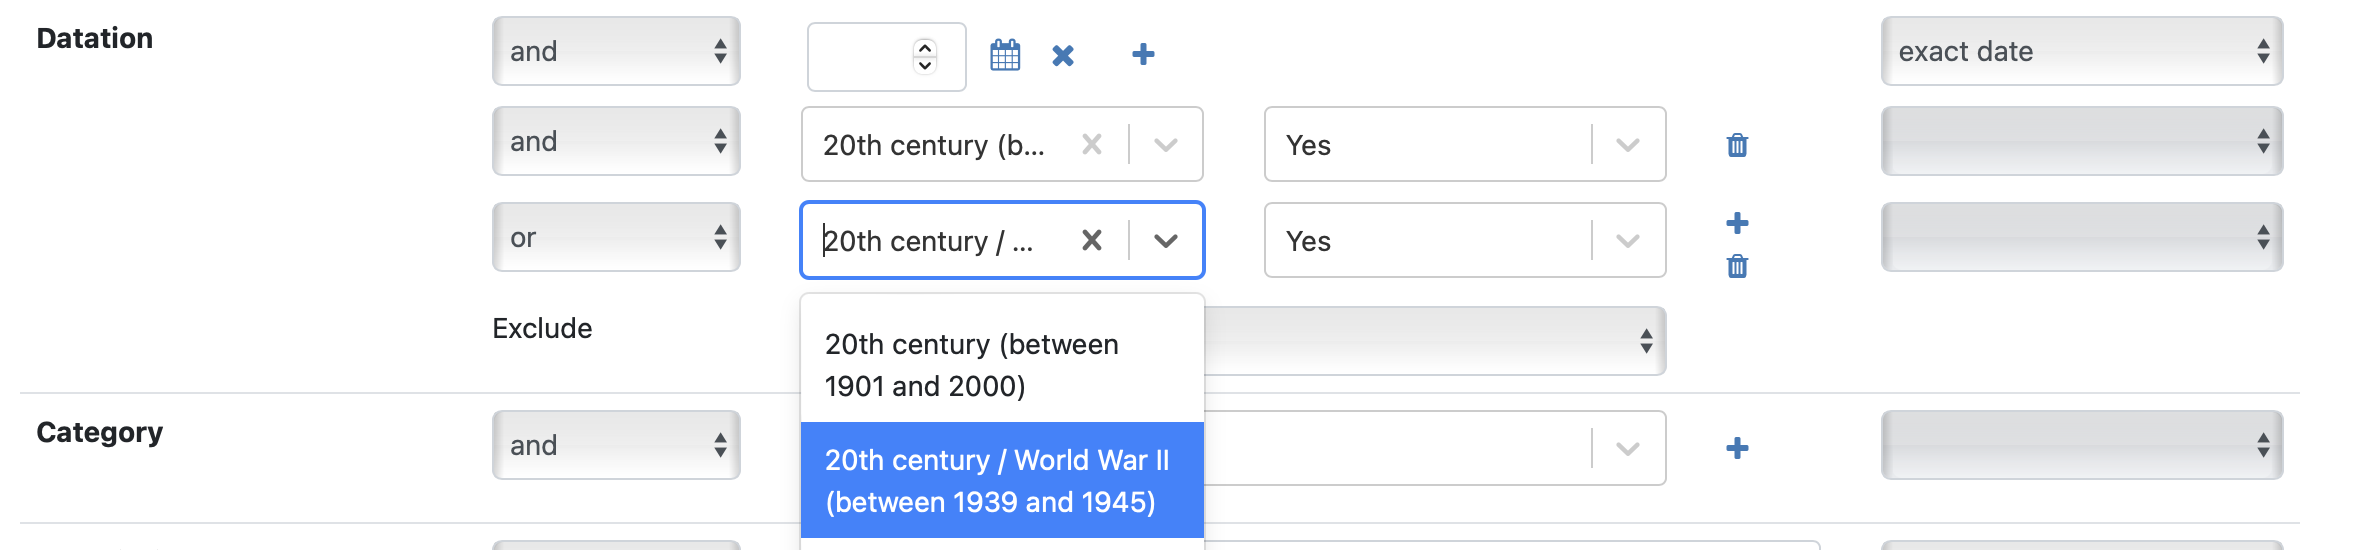 Datation
and
exact date
and
20th century (b...
Yes
or
20th century / ...
Yes
Exclude
20th century (between
1901 and 2000)
Category
and
20th century / World War II
(between 1939 and 1945)